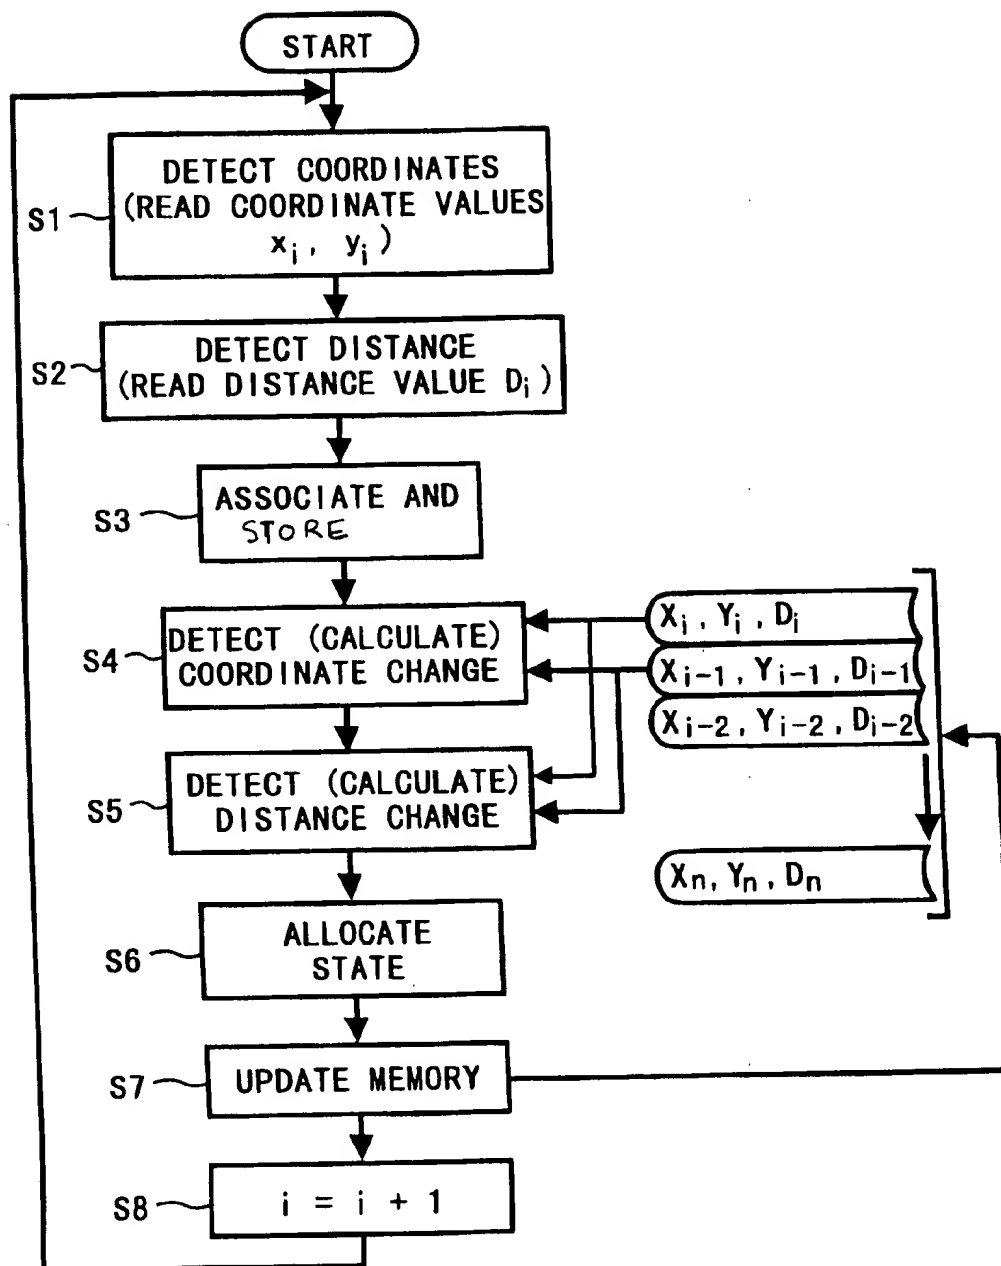 START
DETECT COORDINATES
(READ COORDINATE VALUES
xi, yi)
S1
DETECT DISTANCE
(READ DISTANCE VALUE Di)
S2
ASSOCIATE AND
STORE
S3
DETECT (CALCULATE)
COORDINATE CHANGE
S4
Xi, Yi, Di
Xi-1, Yi-1, Di-1
Xi-2, Yi-2, Di-2
Xn, Yn, Dn
DETECT (CALCULATE)
DISTANCE CHANGE
S5
ALLOCATE
STATE
S6
UPDATE MEMORY
S7
i = i + 1
S8